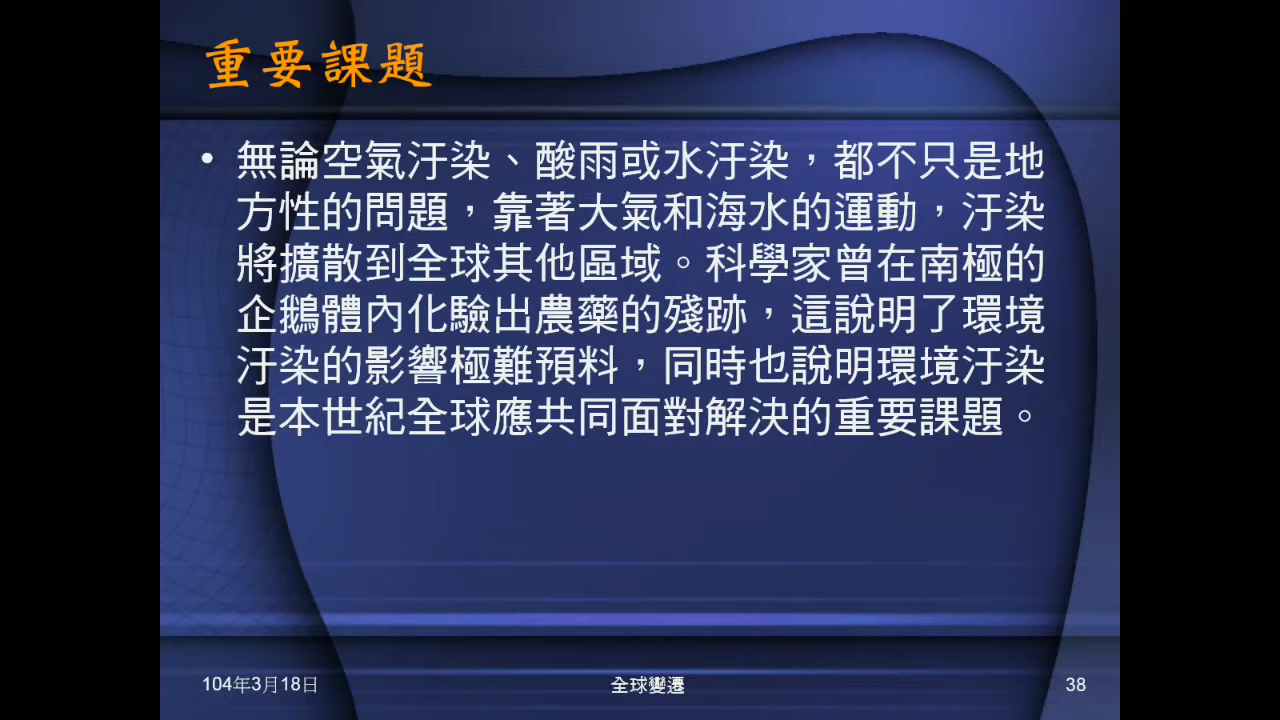 重要課題
• 無論空氣汙染、酸雨或水汙染，都不只是地
方性的問題，靠著大氣和海水的運動，汙染
將擴散到全球其他區域。科學家曾在南極的
企鵝體內化驗出農藥的殘跡，這說明了環境
汙染的影響極難預料，同時也說明環境汙染
是本世紀全球應共同面對解決的重要課題。
104年3月18日
全球變遷
38